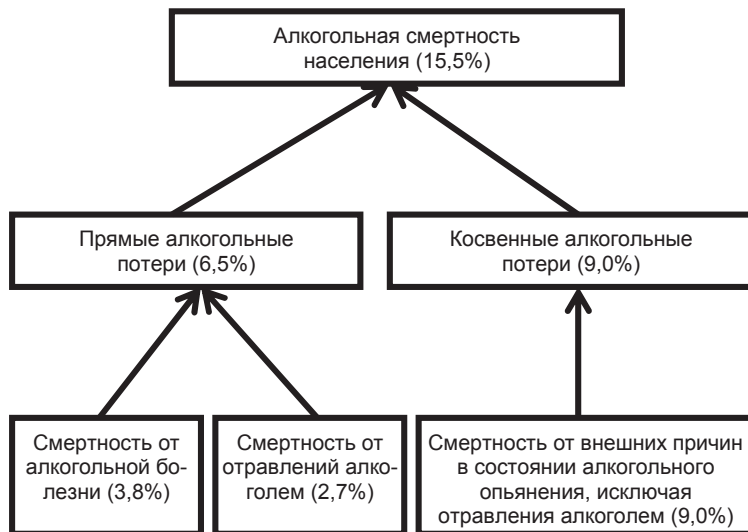 Алкогольная смертность
населения (15,5%)
Прямые алкогольные
потери (6,5%)
Косвенные алкогольные
потери (9,0%)
Смертность от
алкогольной бо-
лезни (3,8%)
Смертность от
отравлений алко-
голем (2,7%)
Смертность от внешних причин
в состоянии алкогольного
опьянения, исключая
отравления алкоголем (9,0%)